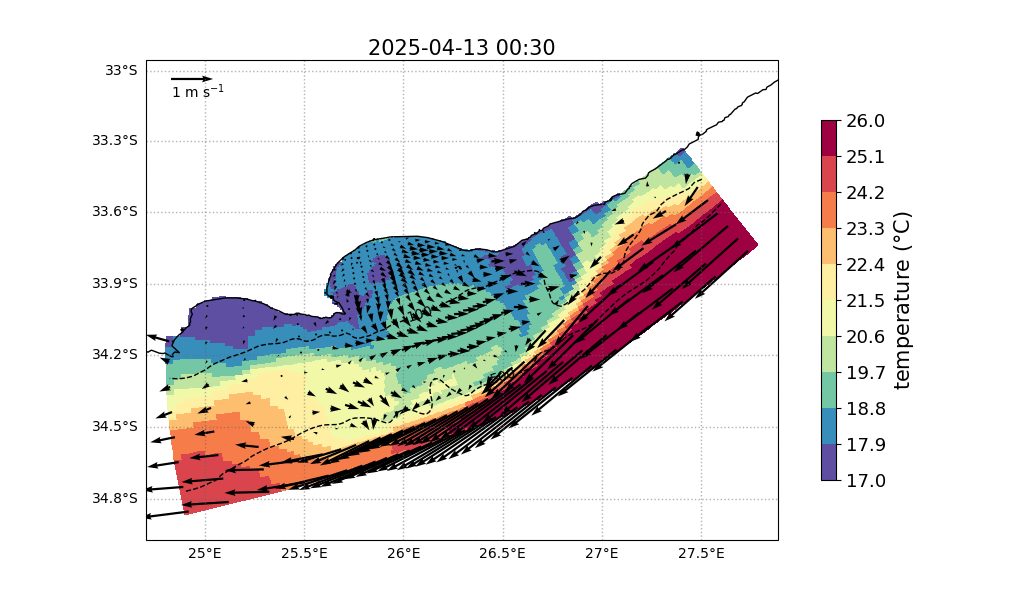 2025-04-13 00:30
1 m s⁻¹
33°S
33.3°S
33.6°S
33.9°S
34.2°S
34.5°S
34.8°S
25°E
25.5°E
26°E
26.5°E
27°E
27.5°E
26.0
25.1
24.2
23.3
22.4
21.5
20.6
19.7
18.8
17.9
17.0
temperature (°C)